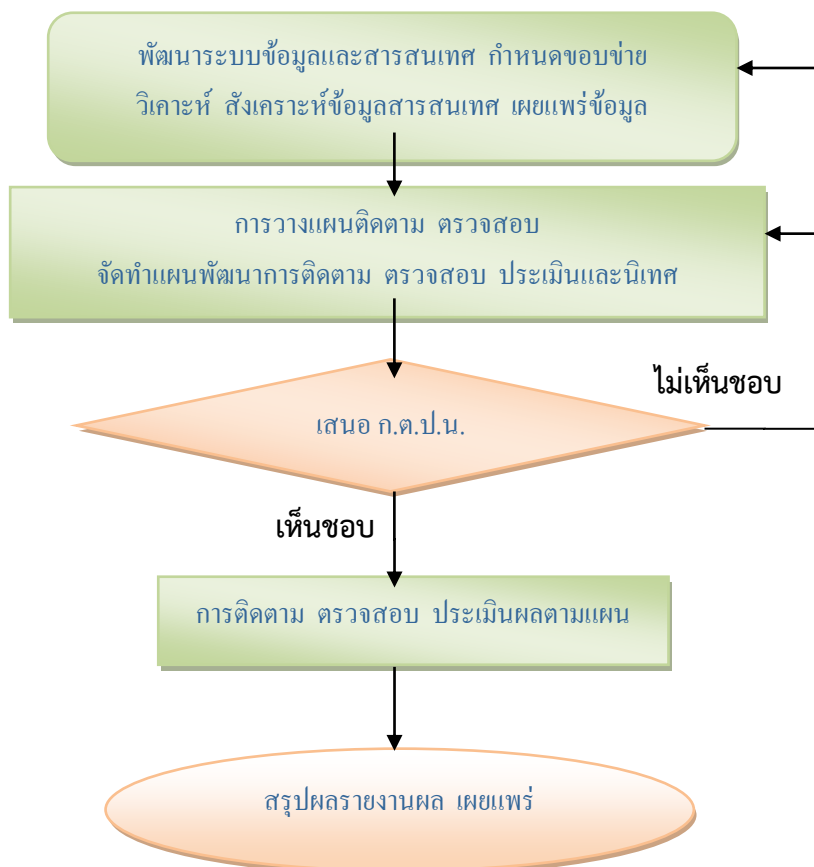 พัฒนาระบบข้อมูลและสารสนเทศ กำหนดขอบข่าย
วิเคาะห์ สังเคราะห์ข้อมูลสารสนเทศ เผยแพร่ข้อมูล
การวางแผนติดตาม ตรวจสอบ
จัดทำแผนพัฒนาการติดตาม ตรวจสอบ ประเมินและนิเทศ
ไม่เห็นชอบ
เสนอ ก.ต.ป.น.
เห็นชอบ
การติดตาม ตรวจสอบ ประเมินผลตามแผน
สรุปผลรายงานผล เผยแพร่